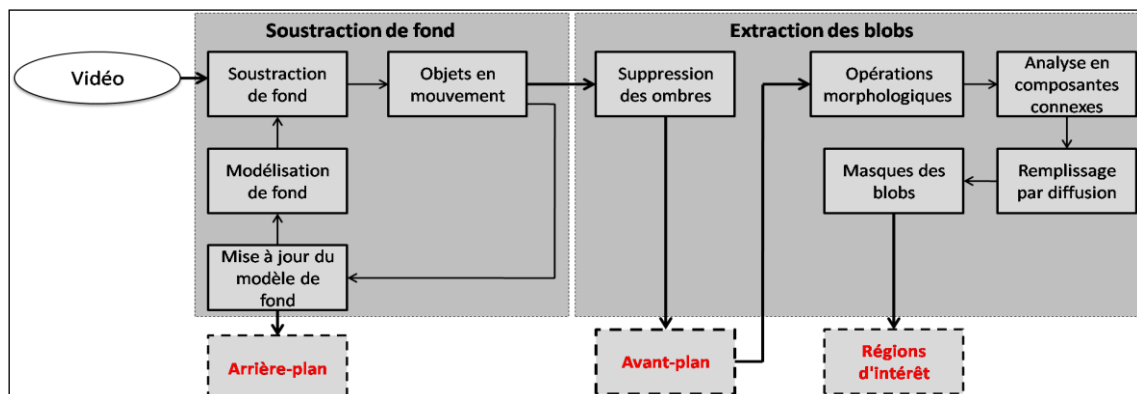 Soustraction de fond
Extraction des blobs
Vidéo
Soustraction
de fond
Objets en
mouvement
Suppression
des ombres
Opérations
morphologiques
Analyse en
composantes
connexes
Modélisation
de fond
Masques des
blobs
Remplissage
par diffusion
Mise à jour du
modèle de
fond
Arrière-plan
Avant-plan
Régions
d'intérêt